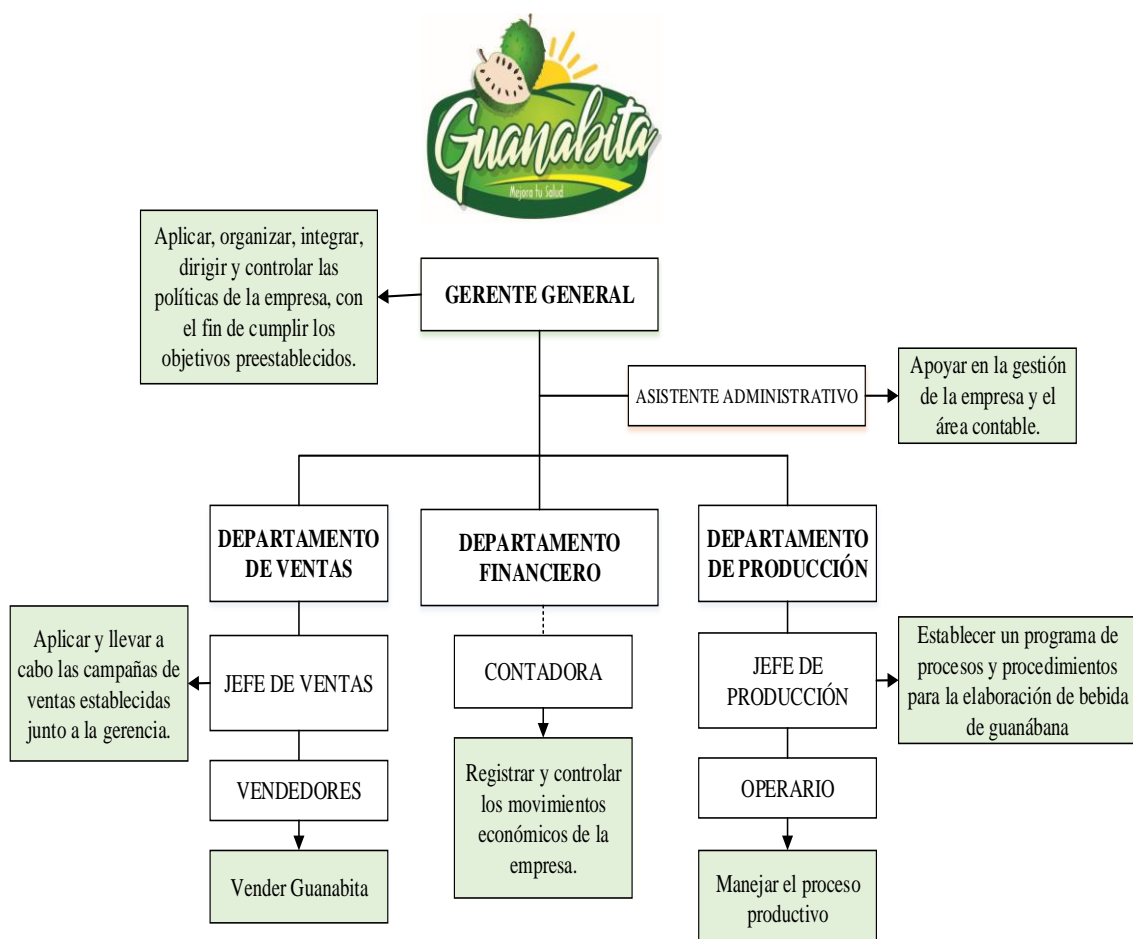 Guanabita
Mejora tu Salud
Aplicar, organizar, integrar,
dirigir y controlar las
políticas de la empresa, con
el fin de cumplir los
objetivos preestablecidos.
GERENTE GENERAL
ASISTENTE ADMINISTRATIVO
Apoyar en la gestión
de la empresa y el
área contable.
DEPARTAMENTO
DE VENTAS
DEPARTAMENTO
FINANCIERO
DEPARTAMENTO
DE PRODUCCIÓN
Aplicar y llevar a
cabo las campañas de
ventas establecidas
junto a la gerencia.
JEFE DE VENTAS
CONTADORA
JEFE DE
PRODUCCIÓN
Establecer un programa de
procesos y procedimientos
para la elaboración de bebida
de guanábana
VENDEDORES
Registrar y controlar
los movimientos
económicos de la
empresa.
OPERARIO
Vender Guanabita
Manejar el proceso
productivo